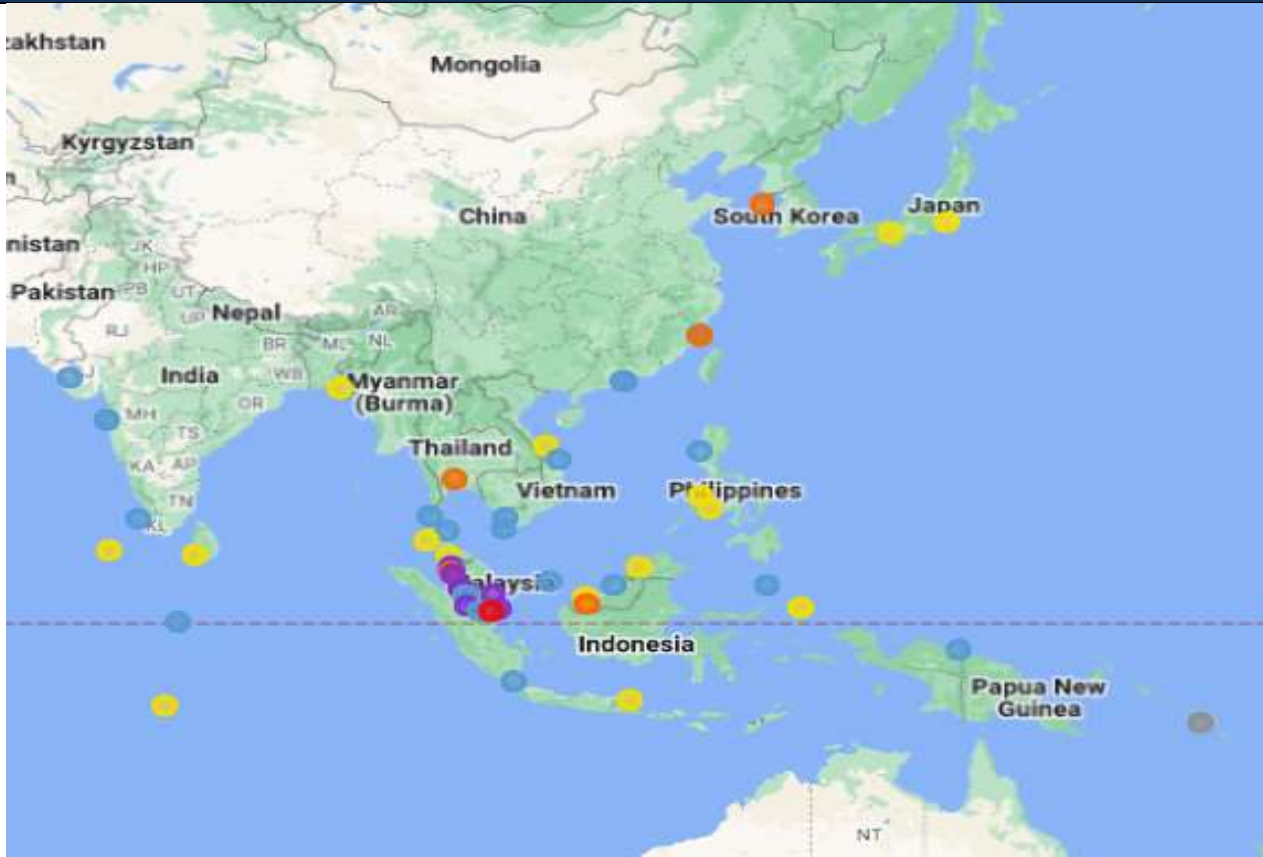 zakhstan
Mongolia
Kyrgyzstan
China
South Korea
Japan
nistan
JK
HP
Pakistan
PB
UT
Nepal
AR
UP
RJ
BR
ML
NL
India
WB
Myanmar
(Burma)
J
MH
OR
TS
Thailand
KA
AP
Vietnam
Philippines
TN
KL
alaysia
Indonesia
Papua New
Guinea
NT